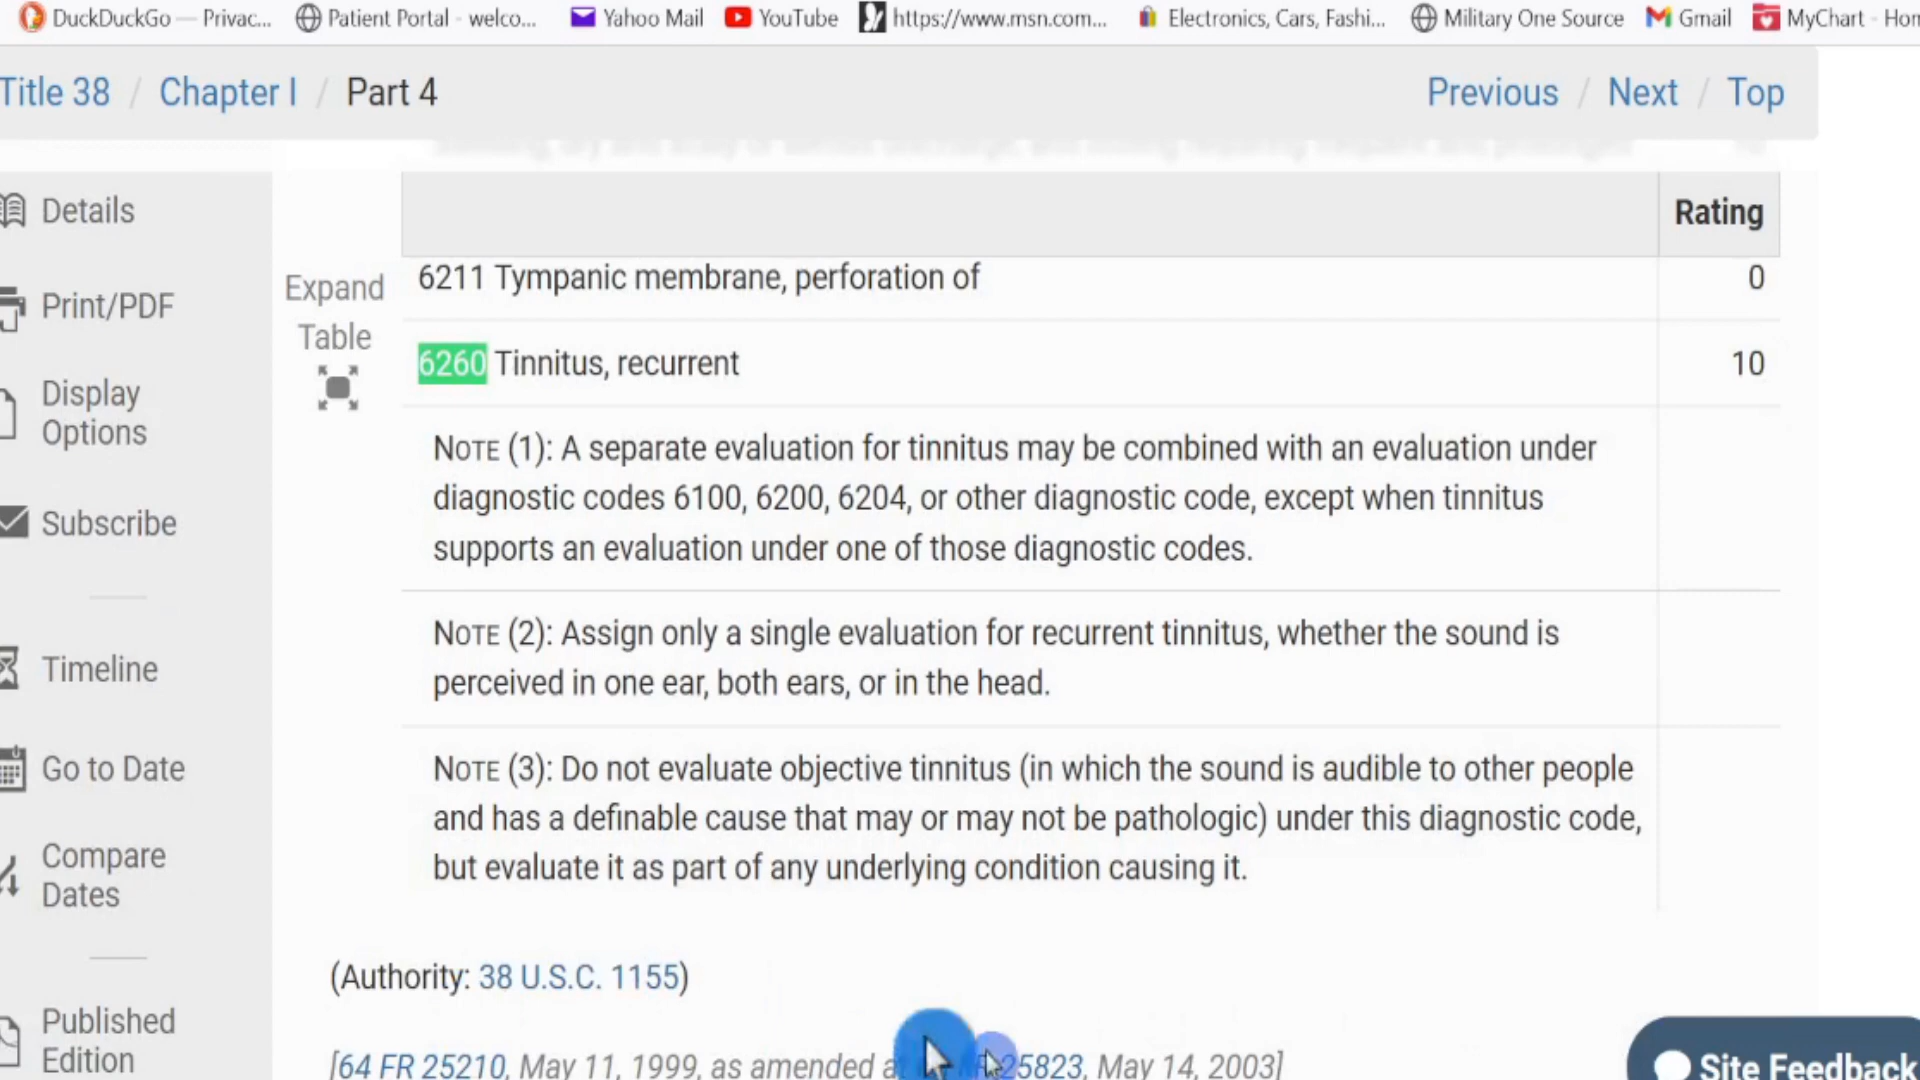 DuckDuckGo — Privac... Patient Portal - welco... Yahoo Mail YouTube https://www.msn.com... Electronics, Cars, Fashi... Military One Source Gmail MyChart - Hom
Title 38 / Chapter I / Part 4
Previous / Next / Top
Details
Print/PDF
Display
Options
Subscribe
Timeline
Go to Date
Compare
Dates
Published
Edition
Expand
Table
Rating
6211 Tympanic membrane, perforation of 0
6260 Tinnitus, recurrent 10
NOTE (1): A separate evaluation for tinnitus may be combined with an evaluation under
diagnostic codes 6100, 6200, 6204, or other diagnostic code, except when tinnitus
supports an evaluation under one of those diagnostic codes.
NOTE (2): Assign only a single evaluation for recurrent tinnitus, whether the sound is
perceived in one ear, both ears, or in the head.
NOTE (3): Do not evaluate objective tinnitus (in which the sound is audible to other people
and has a definable cause that may or may not be pathologic) under this diagnostic code,
but evaluate it as part of any underlying condition causing it.
(Authority: 38 U.S.C. 1155)
[64 FR 25210, May 11, 1999, as amended 25823, May 14, 2003]
Site Feedback